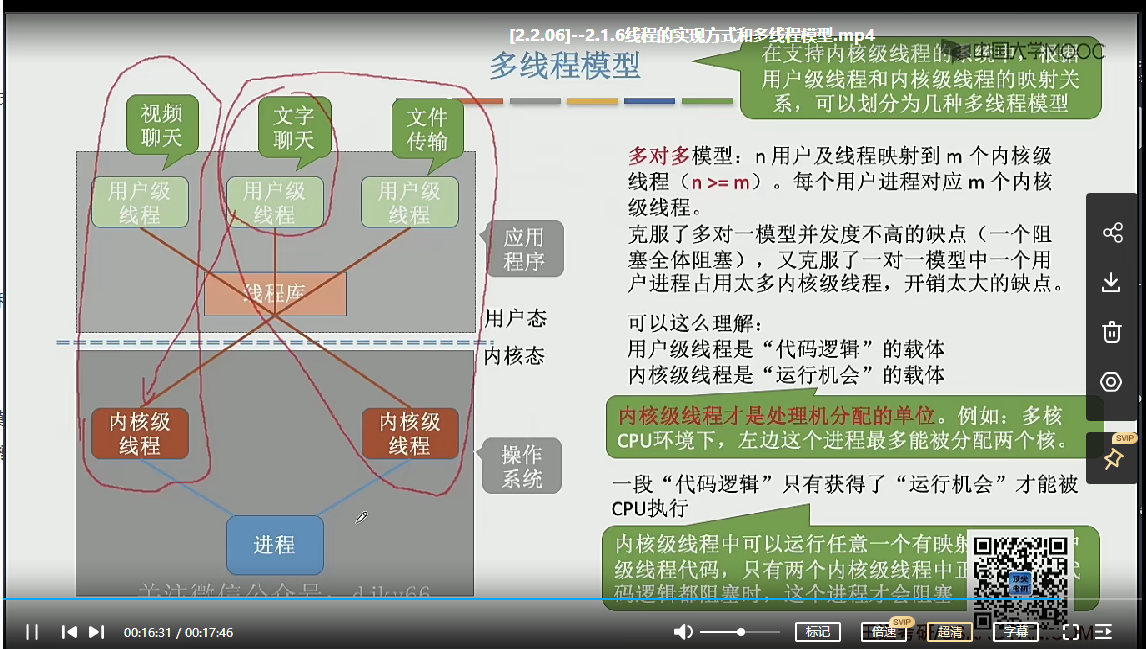 [2.2.06]--2.1.6线程的实现方式和多线程模型.mp4
多线程模型
中国大学MOOC
在支持内核级线程的系统中，根据
用户级线程和内核级线程的映射关
系，可以划分为几种多线程模型
视频
聊天
文字
聊天
文件
传输
用户级
线程
用户级
线程
用户级
线程
应用
程序
线程库
用户态
内核态
内核级
线程
内核级
线程
操作
系统
进程
多对多模型：n 用户及线程映射到 m 个内核级
线程（n >= m）。每个用户进程对应 m 个内核
级线程。
克服了多对一模型并发度不高的缺点（一个阻
塞全体阻塞），又克服了一对一模型中一个用
户进程占用太多内核级线程，开销太大的缺点。
可以这么理解：
用户级线程是“代码逻辑”的载体
内核级线程是“运行机会”的载体
内核级线程才是处理机分配的单位。例如：多核
CPU环境下，左边这个进程最多能被分配两个核。
一段“代码逻辑”只有获得了“运行机会”才能被
CPU执行
内核级线程中可以运行任意一个有映射
级线程代码，只有两个内核级线程中正
码逻辑都阻塞时，这个进程才会阻塞
SVIP
00:16:31 / 00:17:46
标记
倍速
SVIP
超清
字幕